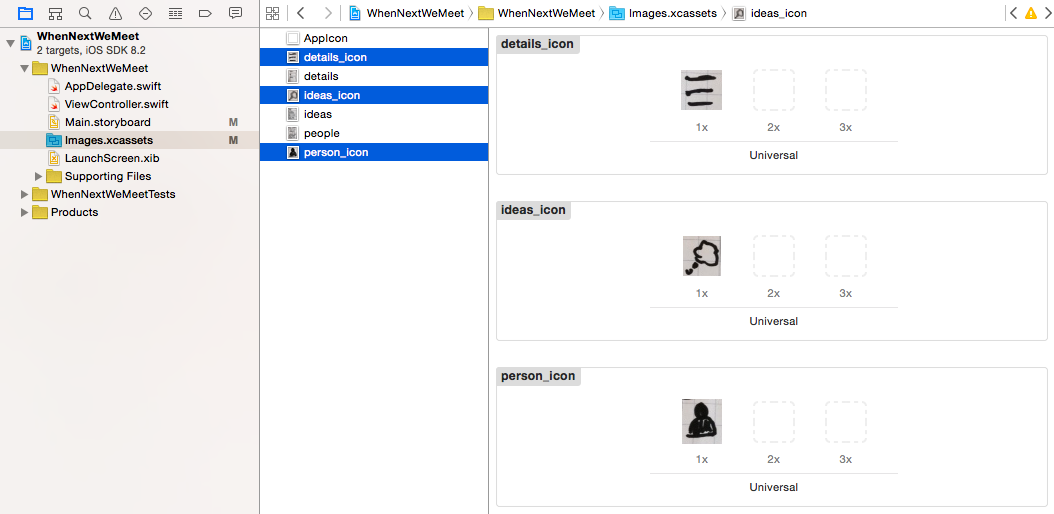 WhenNextWeMeet
2 targets, iOS SDK 8.2
WhenNextWeMeet
AppDelegate.swift
ViewController.swift
Main.storyboard M
Images.xcassets M
LaunchScreen.xib
Supporting Files
WhenNextWeMeetTests
Products
WhenNextWeMeet WhenNextWeMeet Images.xcassets ideas_icon
AppIcon
details_icon
details
ideas_icon
ideas
people
person_icon
details_icon
1x 2x 3x
Universal
ideas_icon
1x 2x 3x
Universal
person_icon
1x 2x 3x
Universal